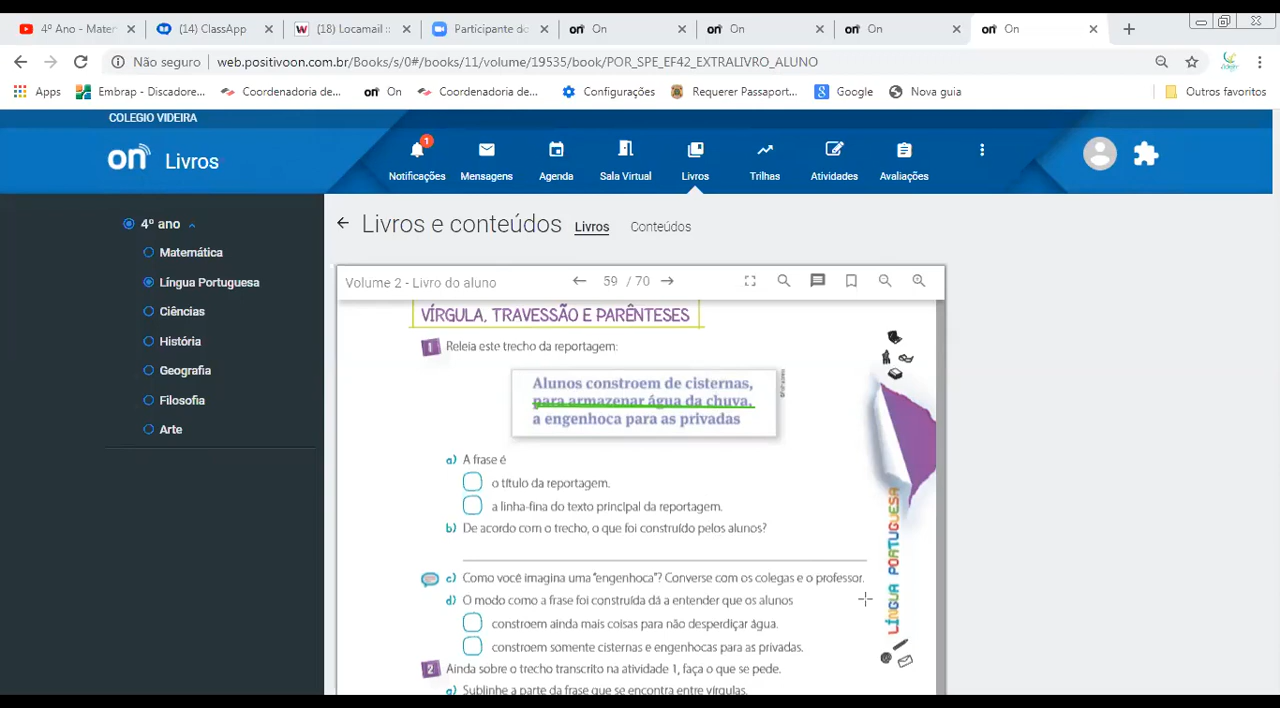 4º Ano - Mater
(14) ClassApp
(18) Locamail ::
Participante do
On
On
On
On
Não seguro
web.positivoon.com.br/Books/s/0#/books/11/volume/19535/book/POR_SPE_EF42_EXTRALIVRO_ALUNO
Apps
Embrap - Discadore...
Coordenadoria de...
On
Coordenadoria de...
Configurações
Requerer Passaport...
Google
Nova guia
Outros favoritos
COLEGIO VIDEIRA
on Livros
1
Notificações
Mensagens
Agenda
Sala Virtual
Livros
Trilhas
Atividades
Avaliações
4º ano
Matemática
Língua Portuguesa
Ciências
História
Geografia
Filosofia
Arte
Livros e conteúdos
Livros
Conteúdos
Volume 2 - Livro do aluno
59 / 70
VÍRGULA, TRAVESSÃO E PARÊNTESES
1 Releia este trecho da reportagem:
Alunos constroem de cisternas,
para armazenar água da chuva,
a engenhoca para as privadas
a) A frase é
o título da reportagem.
a linha-fina do texto principal da reportagem.
b) De acordo com o trecho, o que foi construído pelos alunos?
c) Como você imagina uma "engenhoca"? Converse com os colegas e o professor.
d) O modo como a frase foi construída dá a entender que os alunos
constroem ainda mais coisas para não desperdiçar água.
constroem somente cisternas e engenhocas para as privadas.
2 Ainda sobre o trecho transcrito na atividade 1, faça o que se pede.
a) Sublinhe a parte da frase que se encontra entre vírgulas.
LÍNGUA PORTUGUESA